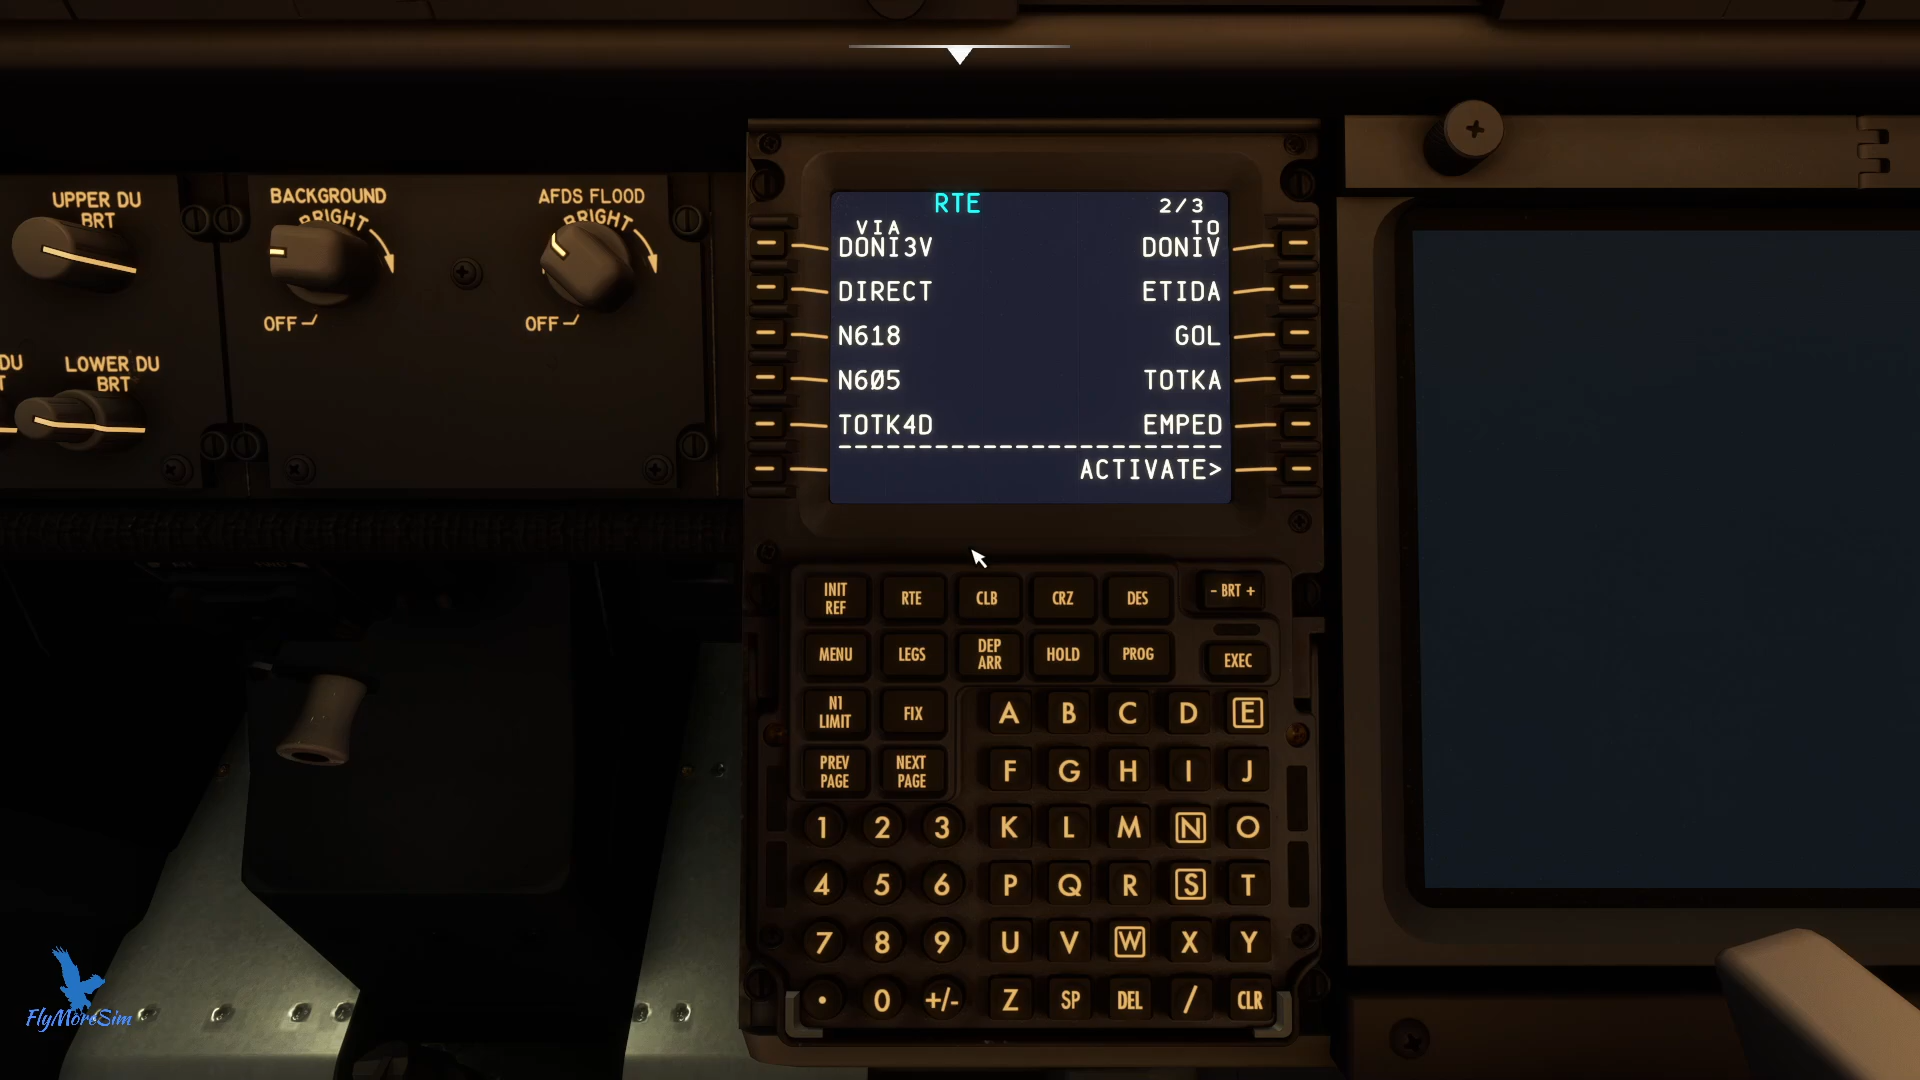 UPPER DU
BRT
BACKGROUND
BRIGHT
OFF
AFDS FLOOD
BRIGHT
OFF
DU
T
LOWER DU
BRT
RTE 2/3
VIA TO
DONI3V DONIV
DIRECT ETIDA
N618 GOL
N605 TOTKA
TOTK4D EMPED
------------------------
ACTIVATE>
INIT REF RTE CLB CRZ DES - BRT +
MENU LEGS DEP ARR HOLD PROG EXEC
N1 LIMIT FIX A B C D E
PREV PAGE NEXT PAGE F G H I J
1 2 3 K L M N O
4 5 6 P Q R S T
7 8 9 U V W X Y
. 0 +/- Z SP DEL / CLR
FlyMoreSim